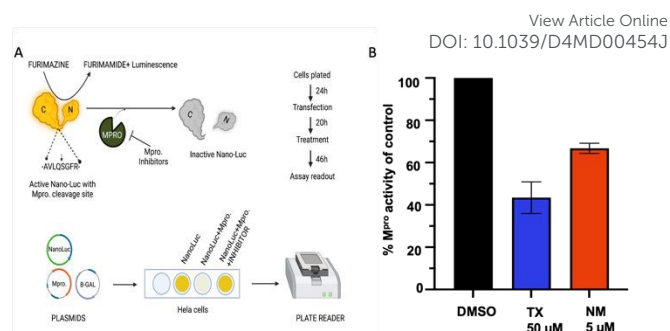 View Article Online
DOI: 10.1039/D4MD00454J
A
FURIMAZINE
FURIMAMIDE+ Luminescence
C
N
MPRO
Mpro.
Inhibitors
C
N
Inactive Nano-Luc
-AVLQSGFR-
Active Nano-Luc with
Mpro. cleavage site
Cells plated
24h
Transfection
20h
Treatment
46h
Assay readout
NanoLuc
Mpro.
B-GAL
PLASMIDS
NanoLuc
NanoLuc+Mpro.
NanoLuc+Mpro.
+INHIBITOR
Hela cells
PLATE READER
B
% Mpro activity of control
100
80
60
40
20
0
DMSO
TX
50 μM
NM
5 μM